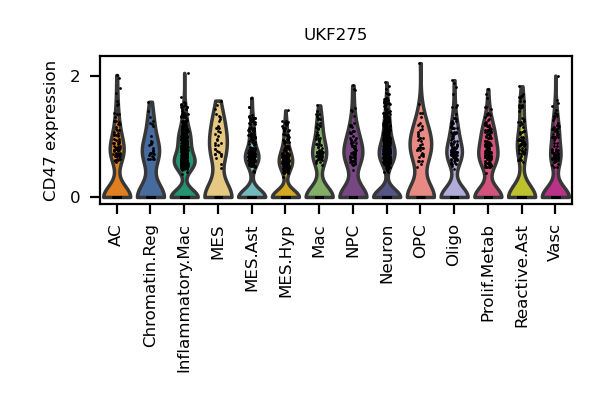 UKF275
CD47 expression
2
0
AC
Chromatin.Reg
Inflammatory.Mac
MES
MES.Ast
MES.Hyp
Mac
NPC
Neuron
OPC
Oligo
Prolif.Metab
Reactive.Ast
Vasc